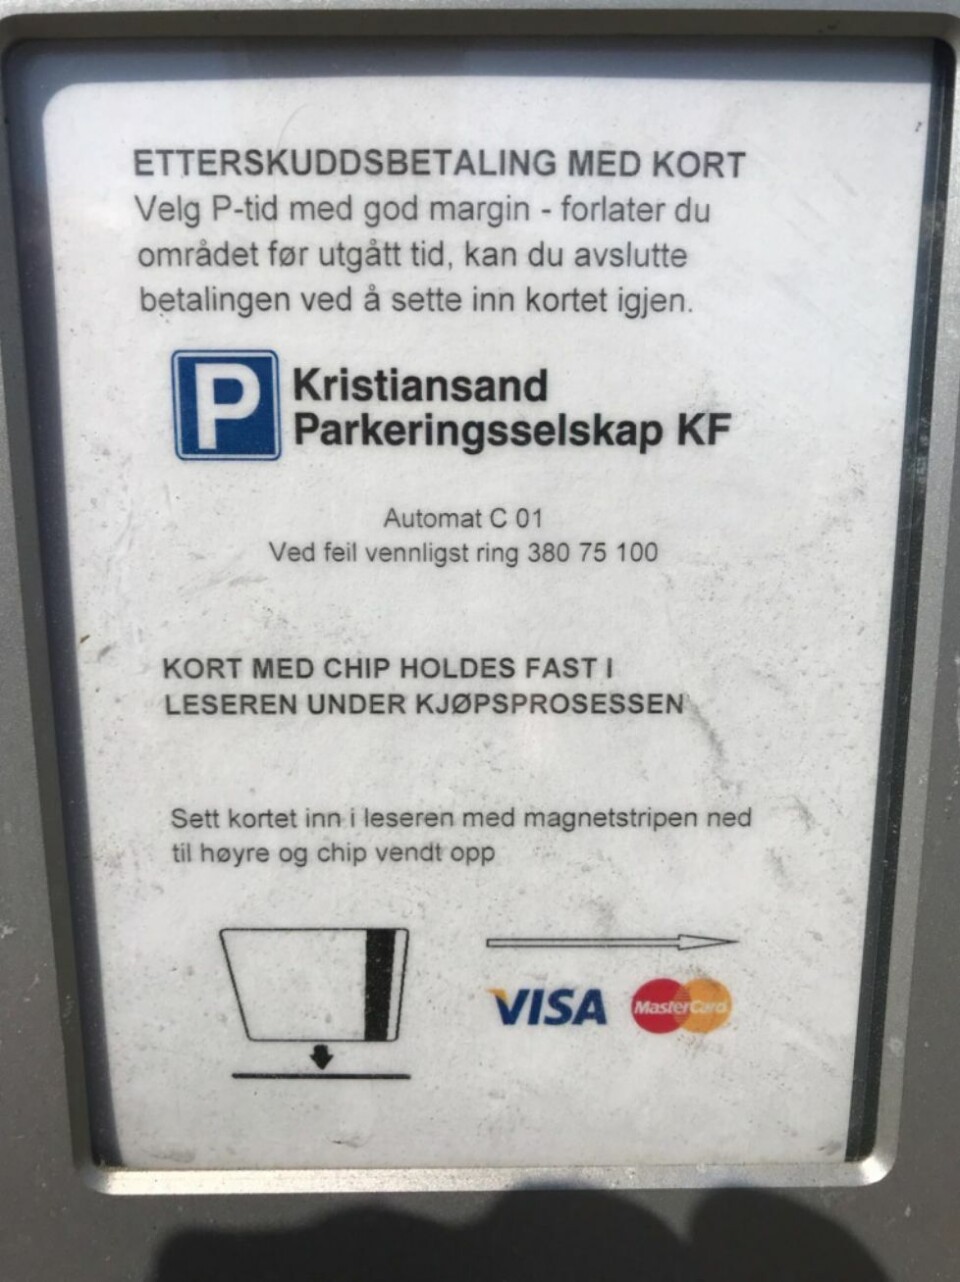 ETTERSKUDDSBETALING MED KORT
Velg P-tid med god margin - forlater du
området før utgått tid, kan du avslutte
betalingen ved å sette inn kortet igjen.
P
Kristiansand
Parkeringsselskap KF
Automat C 01
Ved feil vennligst ring 380 75 100
KORT MED CHIP HOLDES FAST I
LESEREN UNDER KJØPSPROSESSEN
Sett kortet inn i leseren med magnetstripen ned
til høyre og chip vendt opp
VISA MasterCard